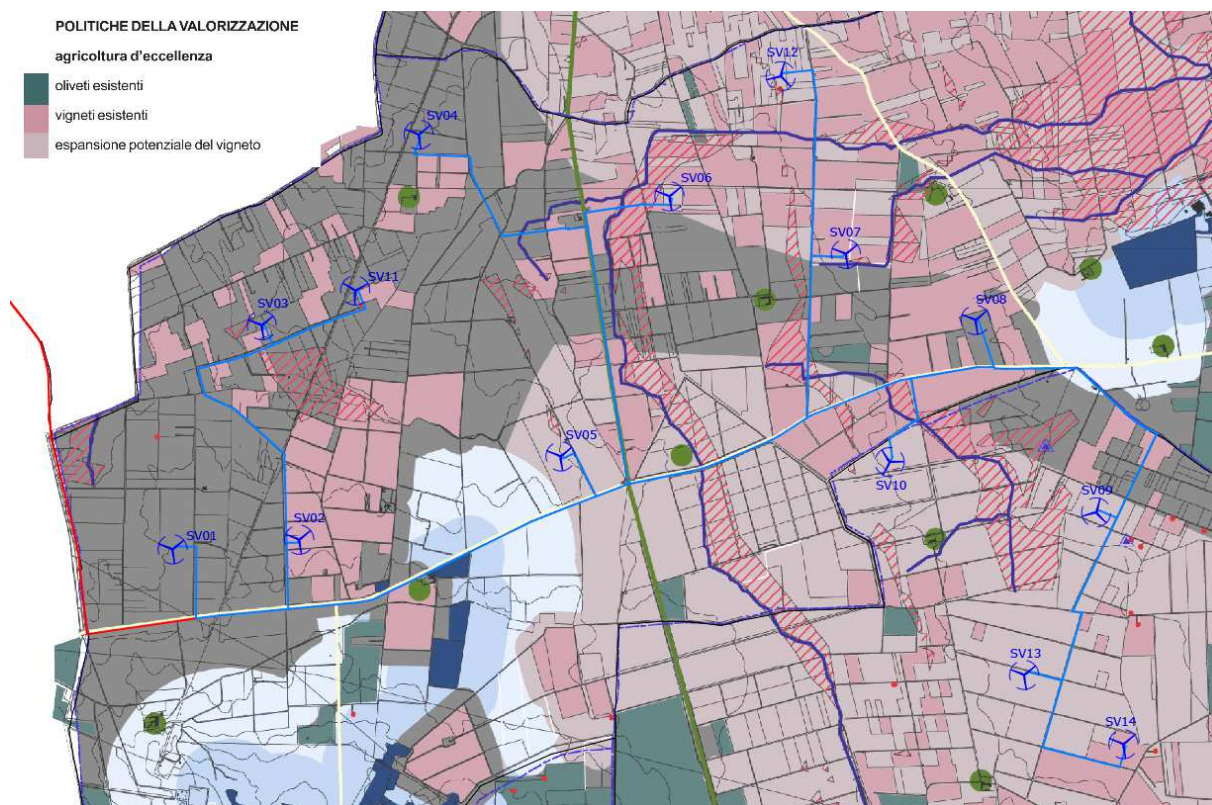 POLITICHE DELLA VALORIZZAZIONE
agricoltura d'eccellenza
oliveti esistenti
vigneti esistenti
espansione potenziale del vigneto
SV12
SV04
SV06
SV07
SV11
SV03
SV08
SV05
SV10
SV09
SV02
SV01
SV13
SV14